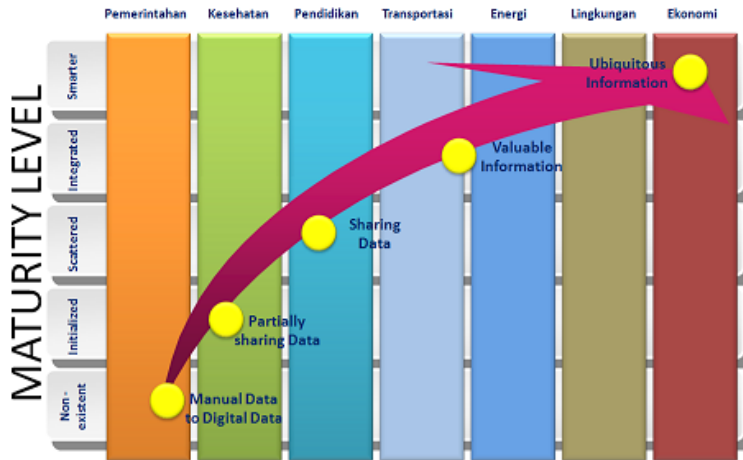 Pemerintahan Kesehatan Pendidikan Transportasi Energi Lingkungan Ekonomi
MATURITY LEVEL
Smarter
Integrated
Scattered
Initialized
Non-
existent
Ubiquitous
Information
Valuable
Information
Sharing
Data
Partially
sharing Data
Manual Data
to Digital Data